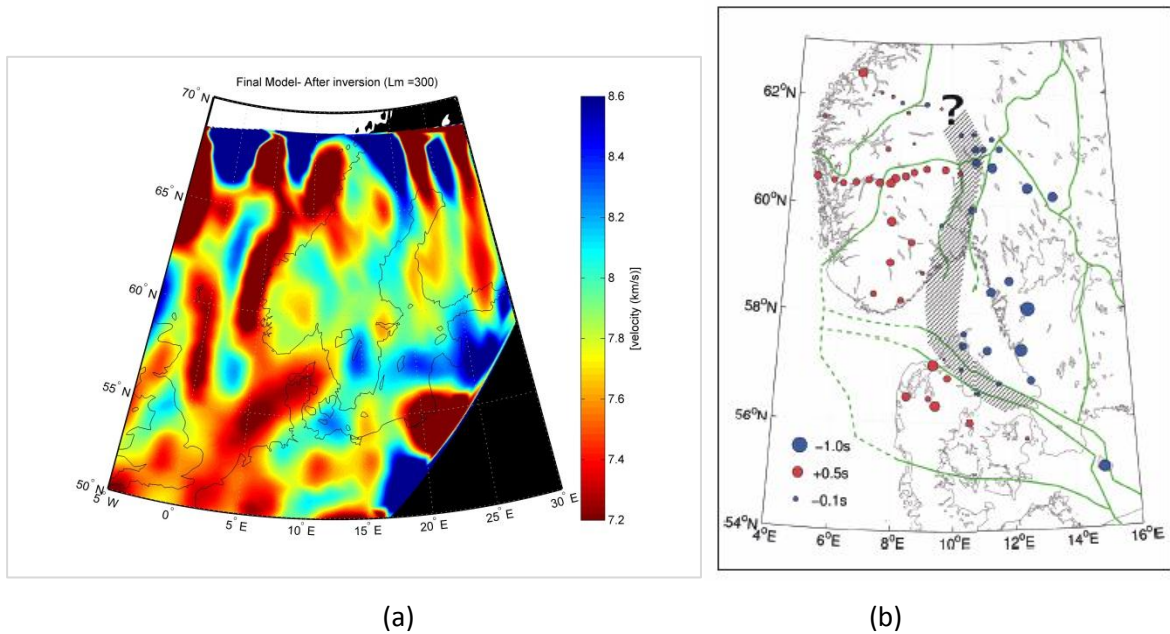 Final Model- After inversion (Lm =300)
70° N
65° N
60° N
55° N
50° N
5° W
0°
5° E
10° E
15° E
20° E
25° E
30° E
8.6
8.4
8.2
8
7.8
7.6
7.4
7.2
[velocity (km/s)]
(a)
62°N
60°N
58°N
56°N
54°N
4°E
6°E
8°E
10°E
12°E
14°E
16°E
?
−1.0s
+0.5s
−0.1s
(b)